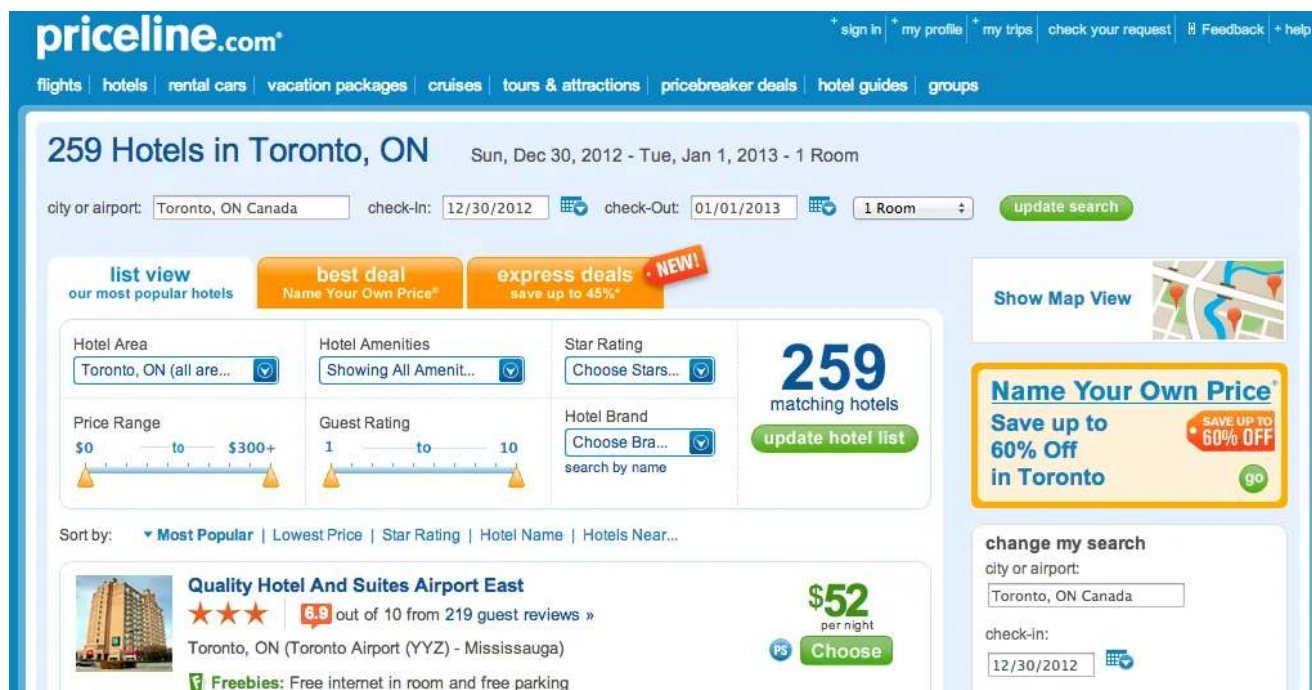 priceline.com®
+ sign in + my profile + my trips check your request Feedback + help
flights hotels rental cars vacation packages cruises tours & attractions pricebreaker deals hotel guides groups
259 Hotels in Toronto, ON Sun, Dec 30, 2012 - Tue, Jan 1, 2013 - 1 Room
city or airport: Toronto, ON Canada check-In: 12/30/2012 check-Out: 01/01/2013 1 Room update search
list view
our most popular hotels
best deal
Name Your Own Price®
express deals
save up to 45%*
NEW!
Show Map View
Hotel Area
Toronto, ON (all are...
Hotel Amenities
Showing All Amenit...
Star Rating
Choose Stars...
Price Range
$0 to $300+
Guest Rating
1 to 10
Hotel Brand
Choose Bra...
search by name
259
matching hotels
update hotel list
Name Your Own Price®
Save up to
60% Off
in Toronto
SAVE UP TO
60% OFF
go
Sort by: Most Popular | Lowest Price | Star Rating | Hotel Name | Hotels Near...
Quality Hotel And Suites Airport East
6.9 out of 10 from 219 guest reviews »
Toronto, ON (Toronto Airport (YYZ) - Mississauga)
Freebies: Free internet in room and free parking
$52
per night
PS Choose
change my search
city or airport:
Toronto, ON Canada
check-in:
12/30/2012